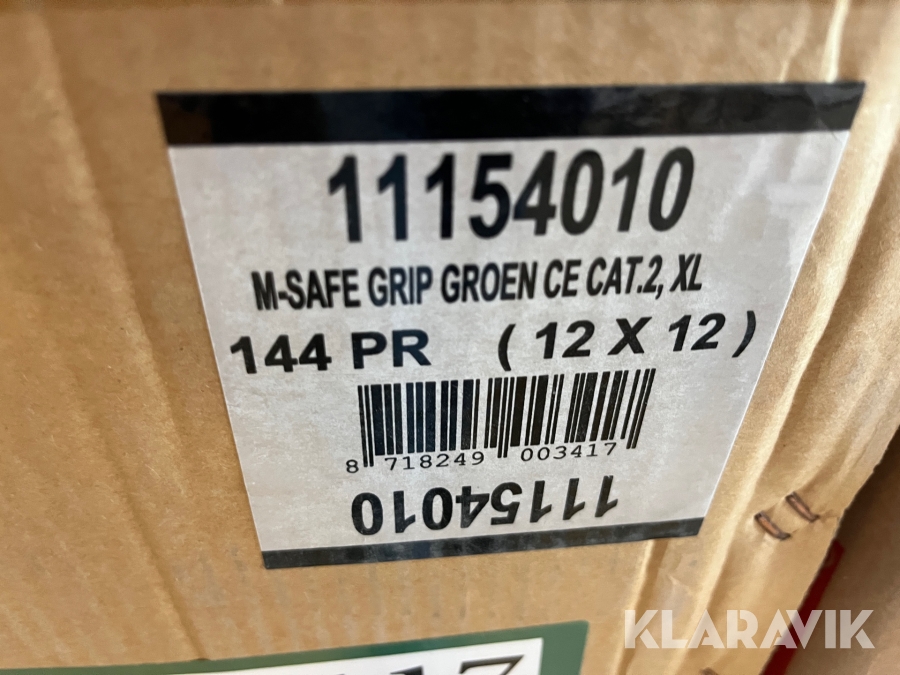 11154010
M-SAFE GRIP GROEN CE CAT.2, XL
144 PR ( 12 X 12 )
8 718249 003417
11154010
KLARAVIK